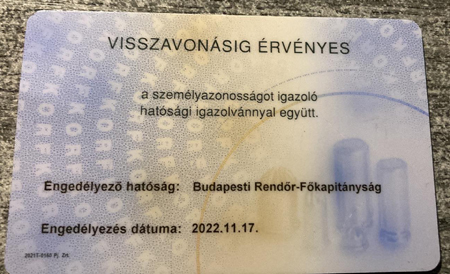 VISSZAVONÁSIG ÉRVÉNYES
a személyazonosságot igazoló
hatósági igazolvánnyal együtt.
Engedélyező hatóság: Budapesti Rendőr-Főkapitányság
Engedélyezés dátuma: 2022.11.17.